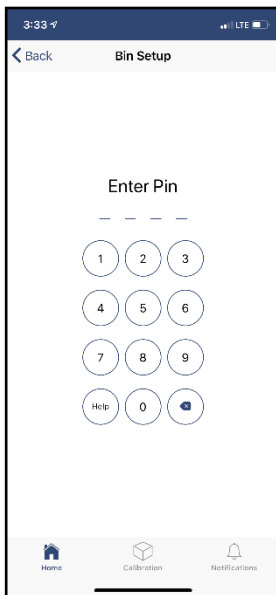 3:33 LTE
Back Bin Setup
Enter Pin
1 2 3
4 5 6
7 8 9
Help 0
Home Calibration Notifications